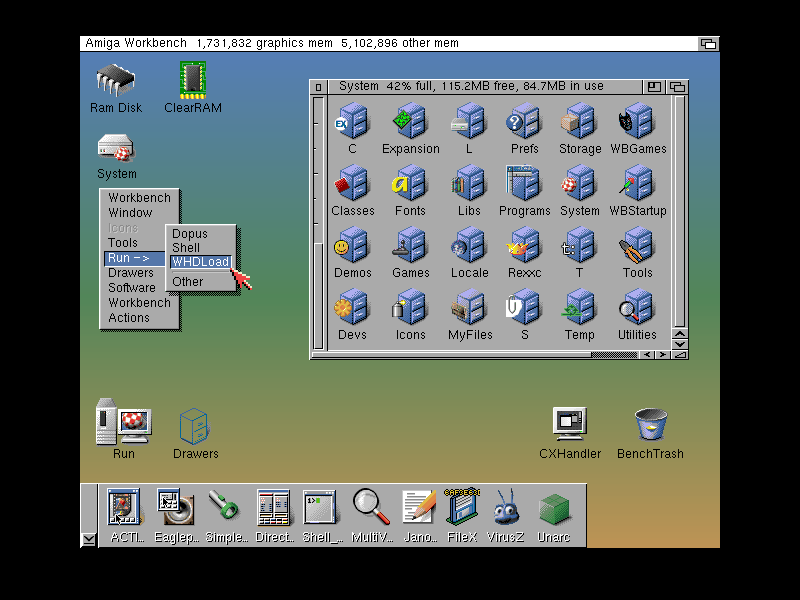 Amiga Workbench 1,731,832 graphics mem 5,102,896 other mem
Ram Disk
ClearRAM
System
System 42% full, 115.2MB free, 84.7MB in use
EX
C
Expansion
L
Prefs
Storage
WBGames
Classes
Fonts
Libs
Programs
System
WBStartup
Demos
Games
Locale
Rexxc
T
Tools
Devs
Icons
MyFiles
S
Temp
Utilities
Workbench
Window
Icons
Tools
Run ->
Drawers
Software
Workbench
Actions
Dopus
Shell
WHDLoad
Other
Run
Drawers
CXHandler
BenchTrash
ACTI...
Eaglep...
Simple...
Direct...
Shell_...
MultiV...
Jano...
FileX
VirusZ
Unarc